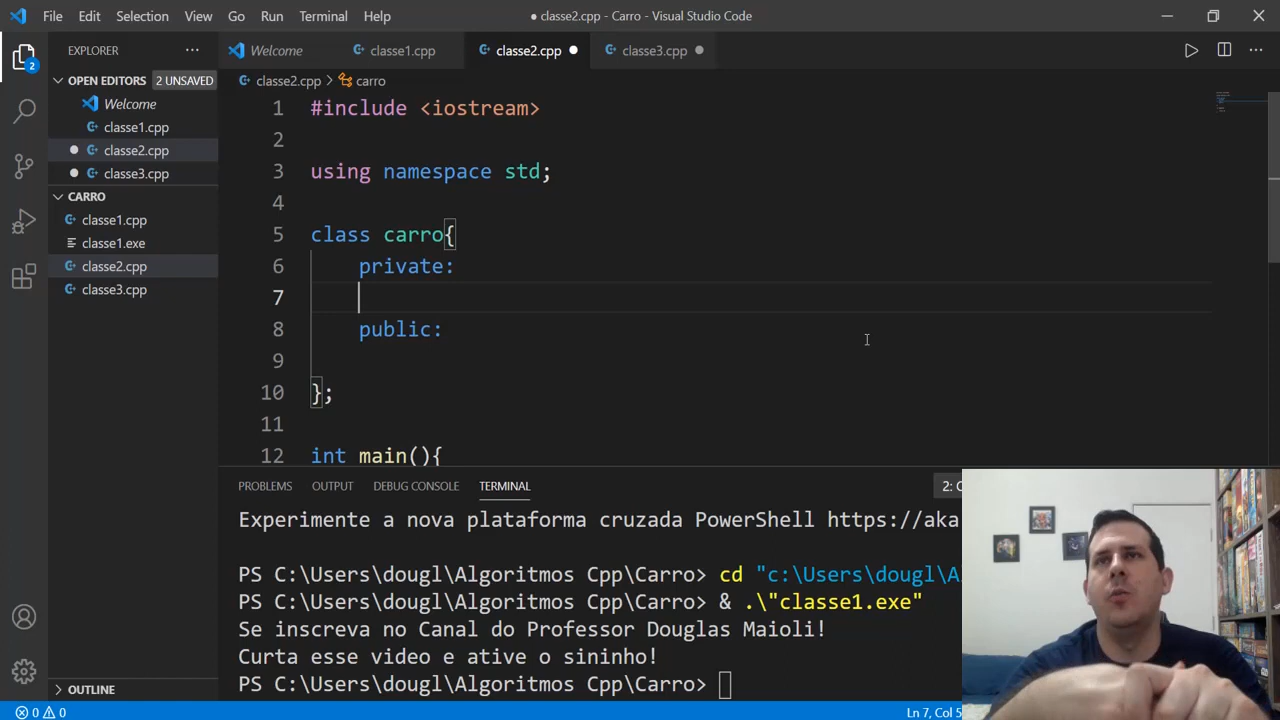 File Edit Selection View Go Run Terminal Help
● classe2.cpp - Carro - Visual Studio Code
EXPLORER
Welcome classe1.cpp classe2.cpp classe3.cpp
OPEN EDITORS 2 UNSAVED
Welcome
classe1.cpp
classe2.cpp
classe3.cpp
CARRO
classe1.cpp
classe1.exe
classe2.cpp
classe3.cpp
OUTLINE
2
classe2.cpp > carro
1 #include <iostream>
2
3 using namespace std;
4
5 class carro{
6 private:
7
8 public:
9
10 };
11
12 int main(){
PROBLEMS OUTPUT DEBUG CONSOLE TERMINAL 2: C
Experimente a nova plataforma cruzada PowerShell https://aka
PS C:\Users\dougl\Algoritmos Cpp\Carro> cd "c:\Users\dougl\A
PS C:\Users\dougl\Algoritmos Cpp\Carro> & .\"classe1.exe"
Se inscreva no Canal do Professor Douglas Maioli!
Curta esse video e ative o sininho!
PS C:\Users\dougl\Algoritmos Cpp\Carro>
0 0 Ln 7, Col 5